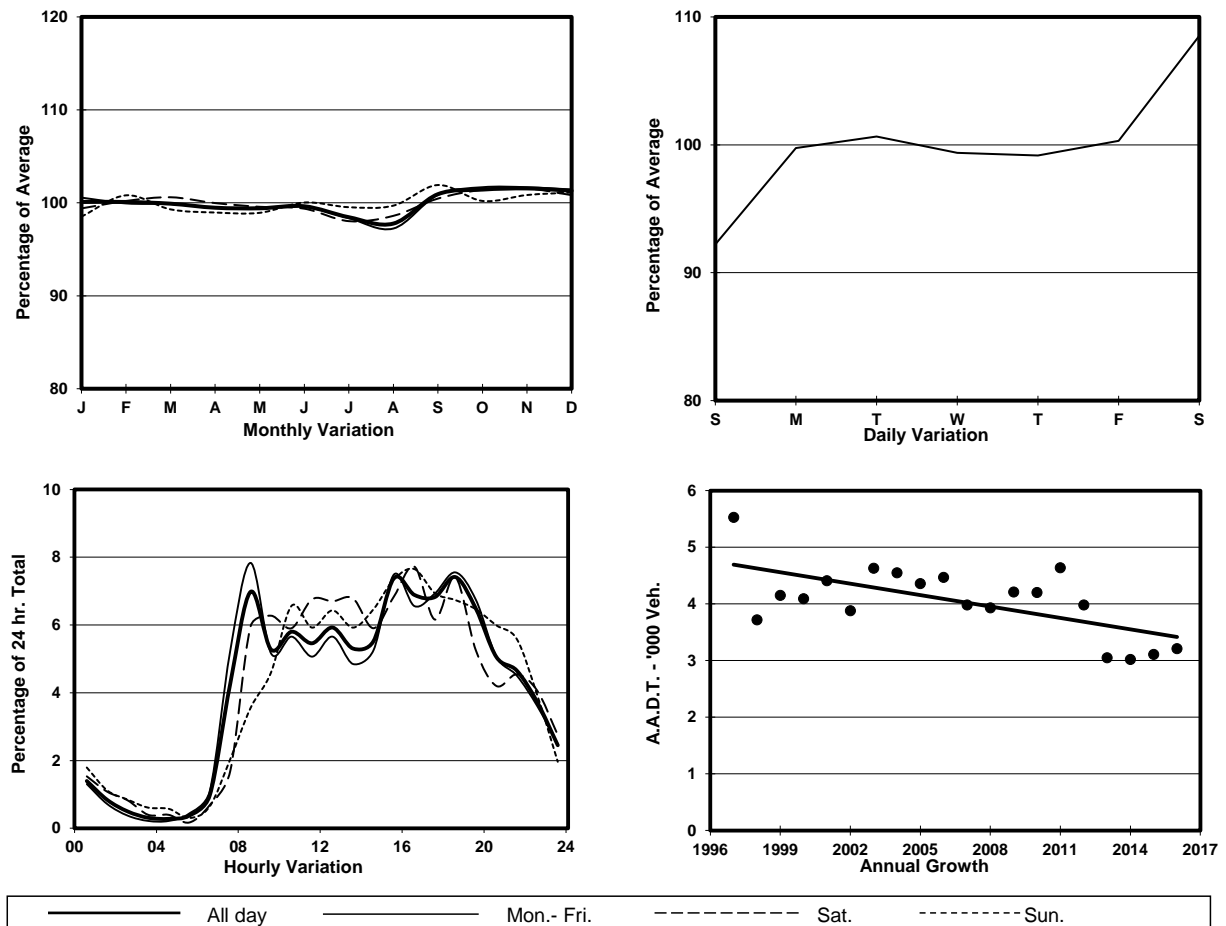 120
110
100
90
80
Percentage of Average
J F M A M J J A S O N D
Monthly Variation
110
100
90
80
Percentage of Average
S M T W T F S
Daily Variation
10
8
6
4
2
0
Percentage of 24 hr. Total
00 04 08 12 16 20 24
Hourly Variation
6
5
4
3
2
1
0
A.A.D.T. - '000 Veh.
1996 1999 2002 2005 2008 2011 2014 2017
Annual Growth
All day Mon.- Fri. Sat. Sun.